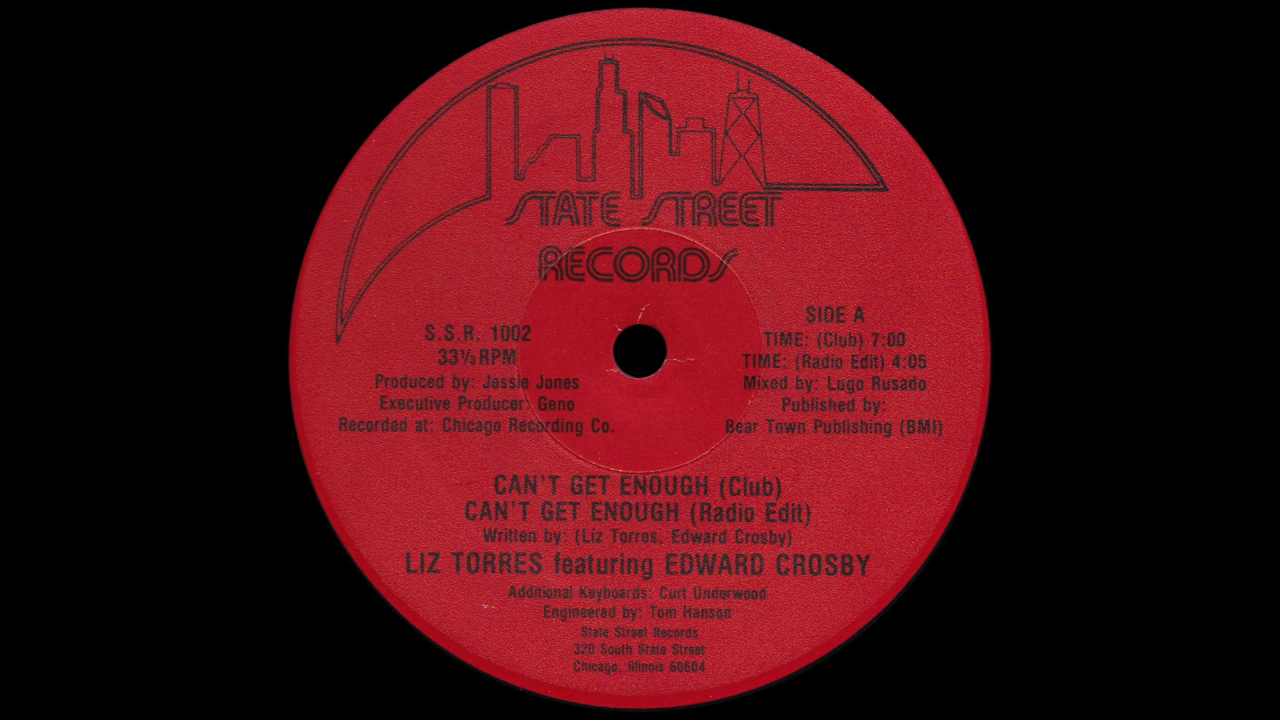 STATE STREET
RECORDS
S.S.R. 1002
33⅓ RPM
Produced by: Jessie Jones
Executive Producer: Geno
Recorded at: Chicago Recording Co.
SIDE A
TIME: (Club) 7:00
TIME: (Radio Edit) 4:05
Mixed by: Lugo Rusado
Published by:
Bear Town Publishing (BMI)
CAN'T GET ENOUGH (Club)
CAN'T GET ENOUGH (Radio Edit)
Written by: (Liz Torres, Edward Crosby)
LIZ TORRES featuring EDWARD CROSBY
Additional Keyboards: Curt Underwood
Engineered by: Tom Hanson
State Street Records
320 South State Street
Chicago, Illinois 60604